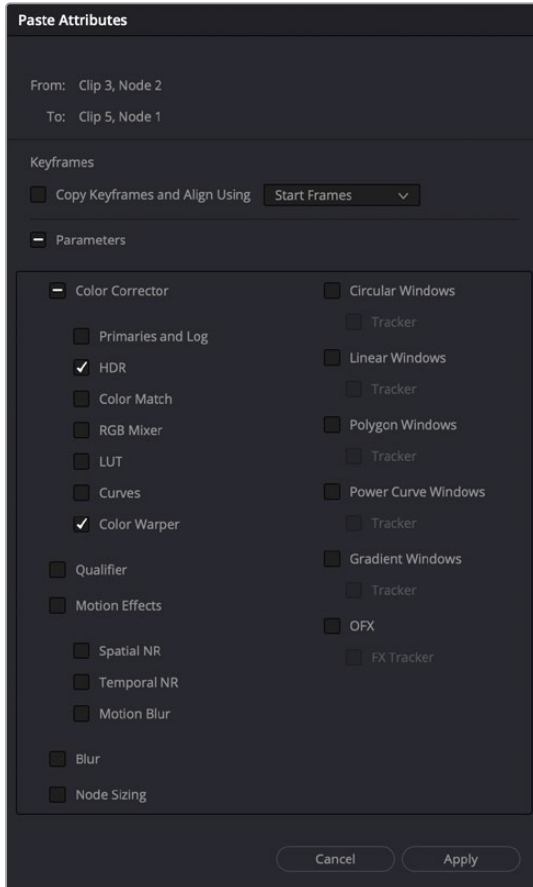 Paste Attributes
From: Clip 3, Node 2
To: Clip 5, Node 1
Keyframes
Copy Keyframes and Align Using Start Frames
Parameters
Color Corrector
Primaries and Log
HDR
Color Match
RGB Mixer
LUT
Curves
Color Warper
Qualifier
Motion Effects
Spatial NR
Temporal NR
Motion Blur
Blur
Node Sizing
Circular Windows
Tracker
Linear Windows
Tracker
Polygon Windows
Tracker
Power Curve Windows
Tracker
Gradient Windows
Tracker
OFX
FX Tracker
Cancel Apply